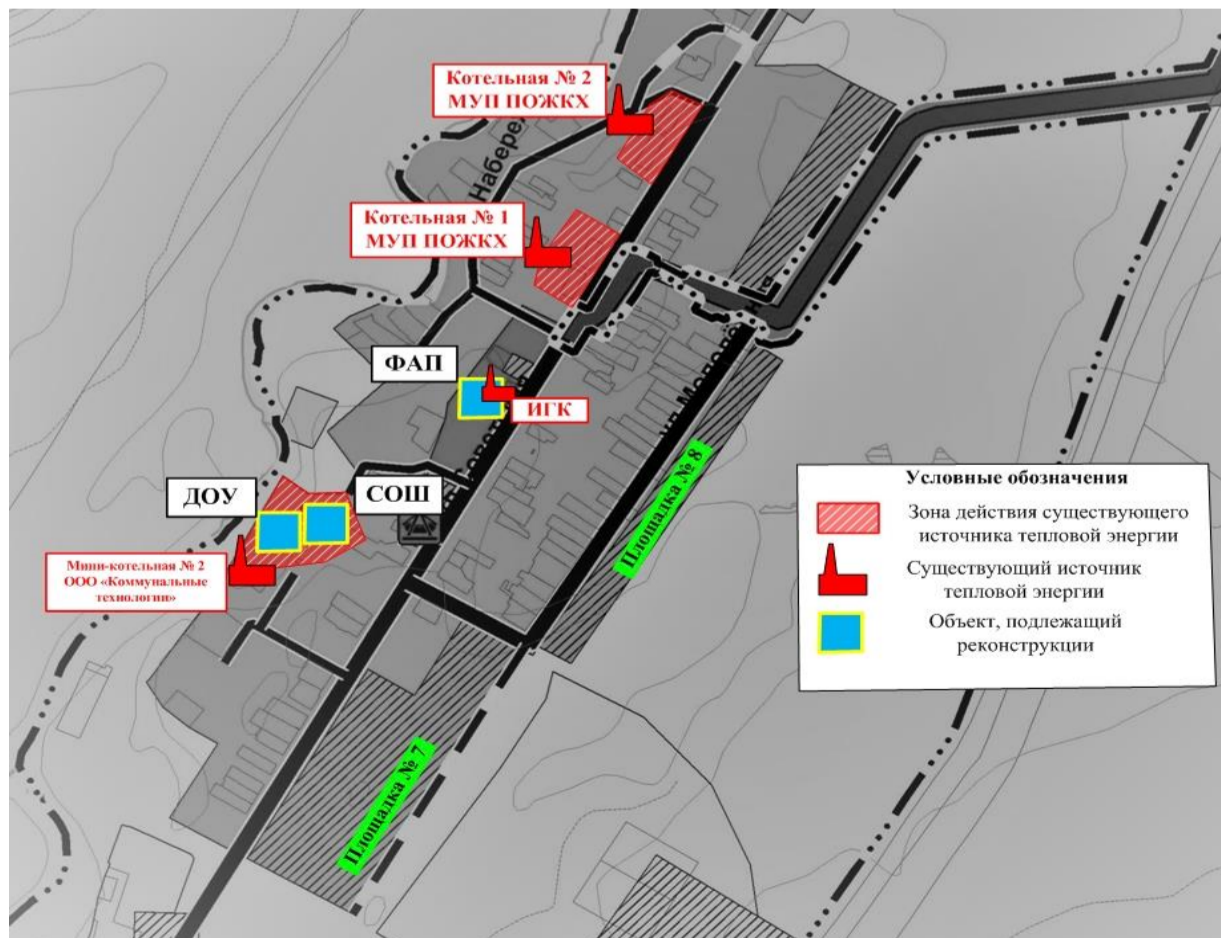 Котельная № 2
МУП ПОЖКХ
Набереж
Котельная № 1
МУП ПОЖКХ
ФАП
ИГК
ДОУ
СОШ
Мини-котельная № 2
ООО «Коммунальные
технологии»
Площадка № 8
Площадка № 7
Условные обозначения
Зона действия существующего
источника тепловой энергии
Существующий источник
тепловой энергии
Объект, подлежащий
реконструкции